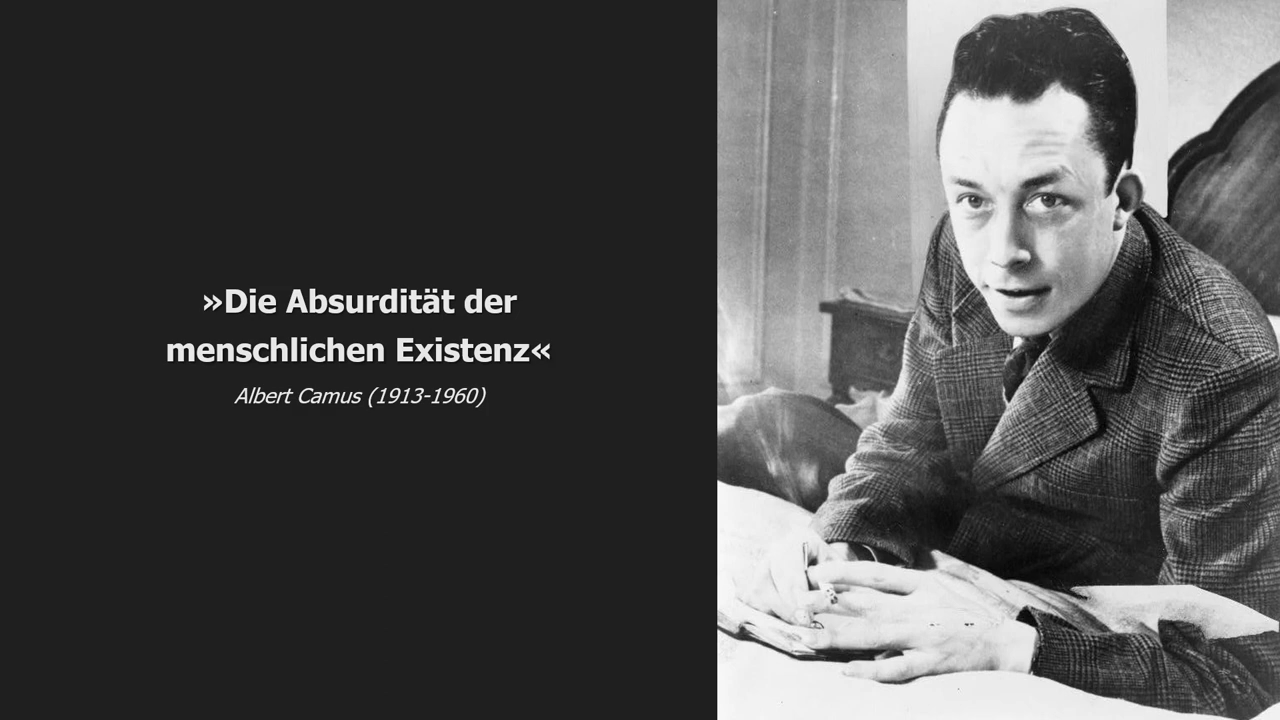 »Die Absurdität der
menschlichen Existenz«
Albert Camus (1913-1960)